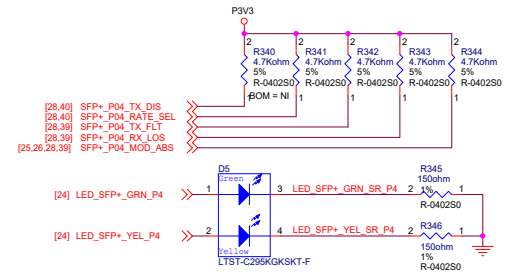 P3V3
2 2 2 2 2
R340 R341 R342 R343 R344
4.7Kohm 4.7Kohm 4.7Kohm 4.7Kohm 4.7Kohm
5% 5% 5% 5% 5%
R-0402S0 R-0402S0 R-0402S0 R-0402S0 R-0402S0
1 BOM = NI 1 1 1 1
[28,40] SFP+_P04_TX_DIS
[28,40] SFP+_P04_RATE_SEL
[28,39] SFP+_P04_TX_FLT
[28,39] SFP+_P04_RX_LOS
[25,26,28,39] SFP+_P04_MOD_ABS
D5 R345
Green 150ohm
[24] LED_SFP+_GRN_P4 1 3 LED_SFP+_GRN_SR_P4 2 1% 1
R-0402S0
R346
[24] LED_SFP+_YEL_P4 2 4 LED_SFP+_YEL_SR_P4 2 1
Yellow 150ohm
LTST-C295KGKSKT-F 1%
R-0402S0